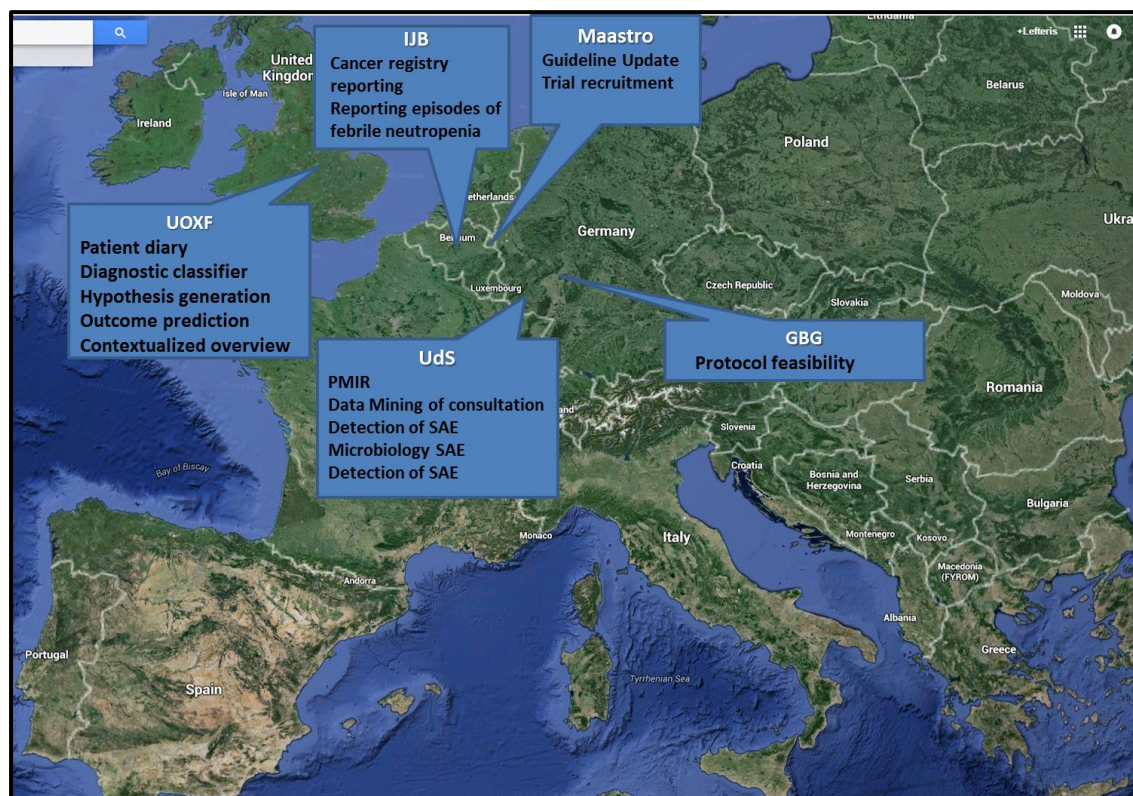 +Lefteris
IJB
Cancer registry
reporting
Reporting episodes of
febrile neutropenia
Maastro
Guideline Update
Trial recruitment
UOXF
Patient diary
Diagnostic classifier
Hypothesis generation
Outcome prediction
Contextualized overview
UdS
PMIR
Data Mining of consultation
Detection of SAE
Microbiology SAE
Detection of SAE
GBG
Protocol feasibility
United
Kingdom
Isle of Man
Ireland
Belarus
Poland
etherlands
Germany
Ukra
Luxembourg
Czech Republic
Slovakia
Moldova
Romania
Slovenia
Croatia
Bosnia and
Herzegovina
Serbia
Bulgaria
Montenegro
Kosovo
Macedonia
(FYROM)
Albania
Greece
Italy
Monaco
Andorra
Bay of Biscay
Portugal
Spain
Tyrrhenian Sea